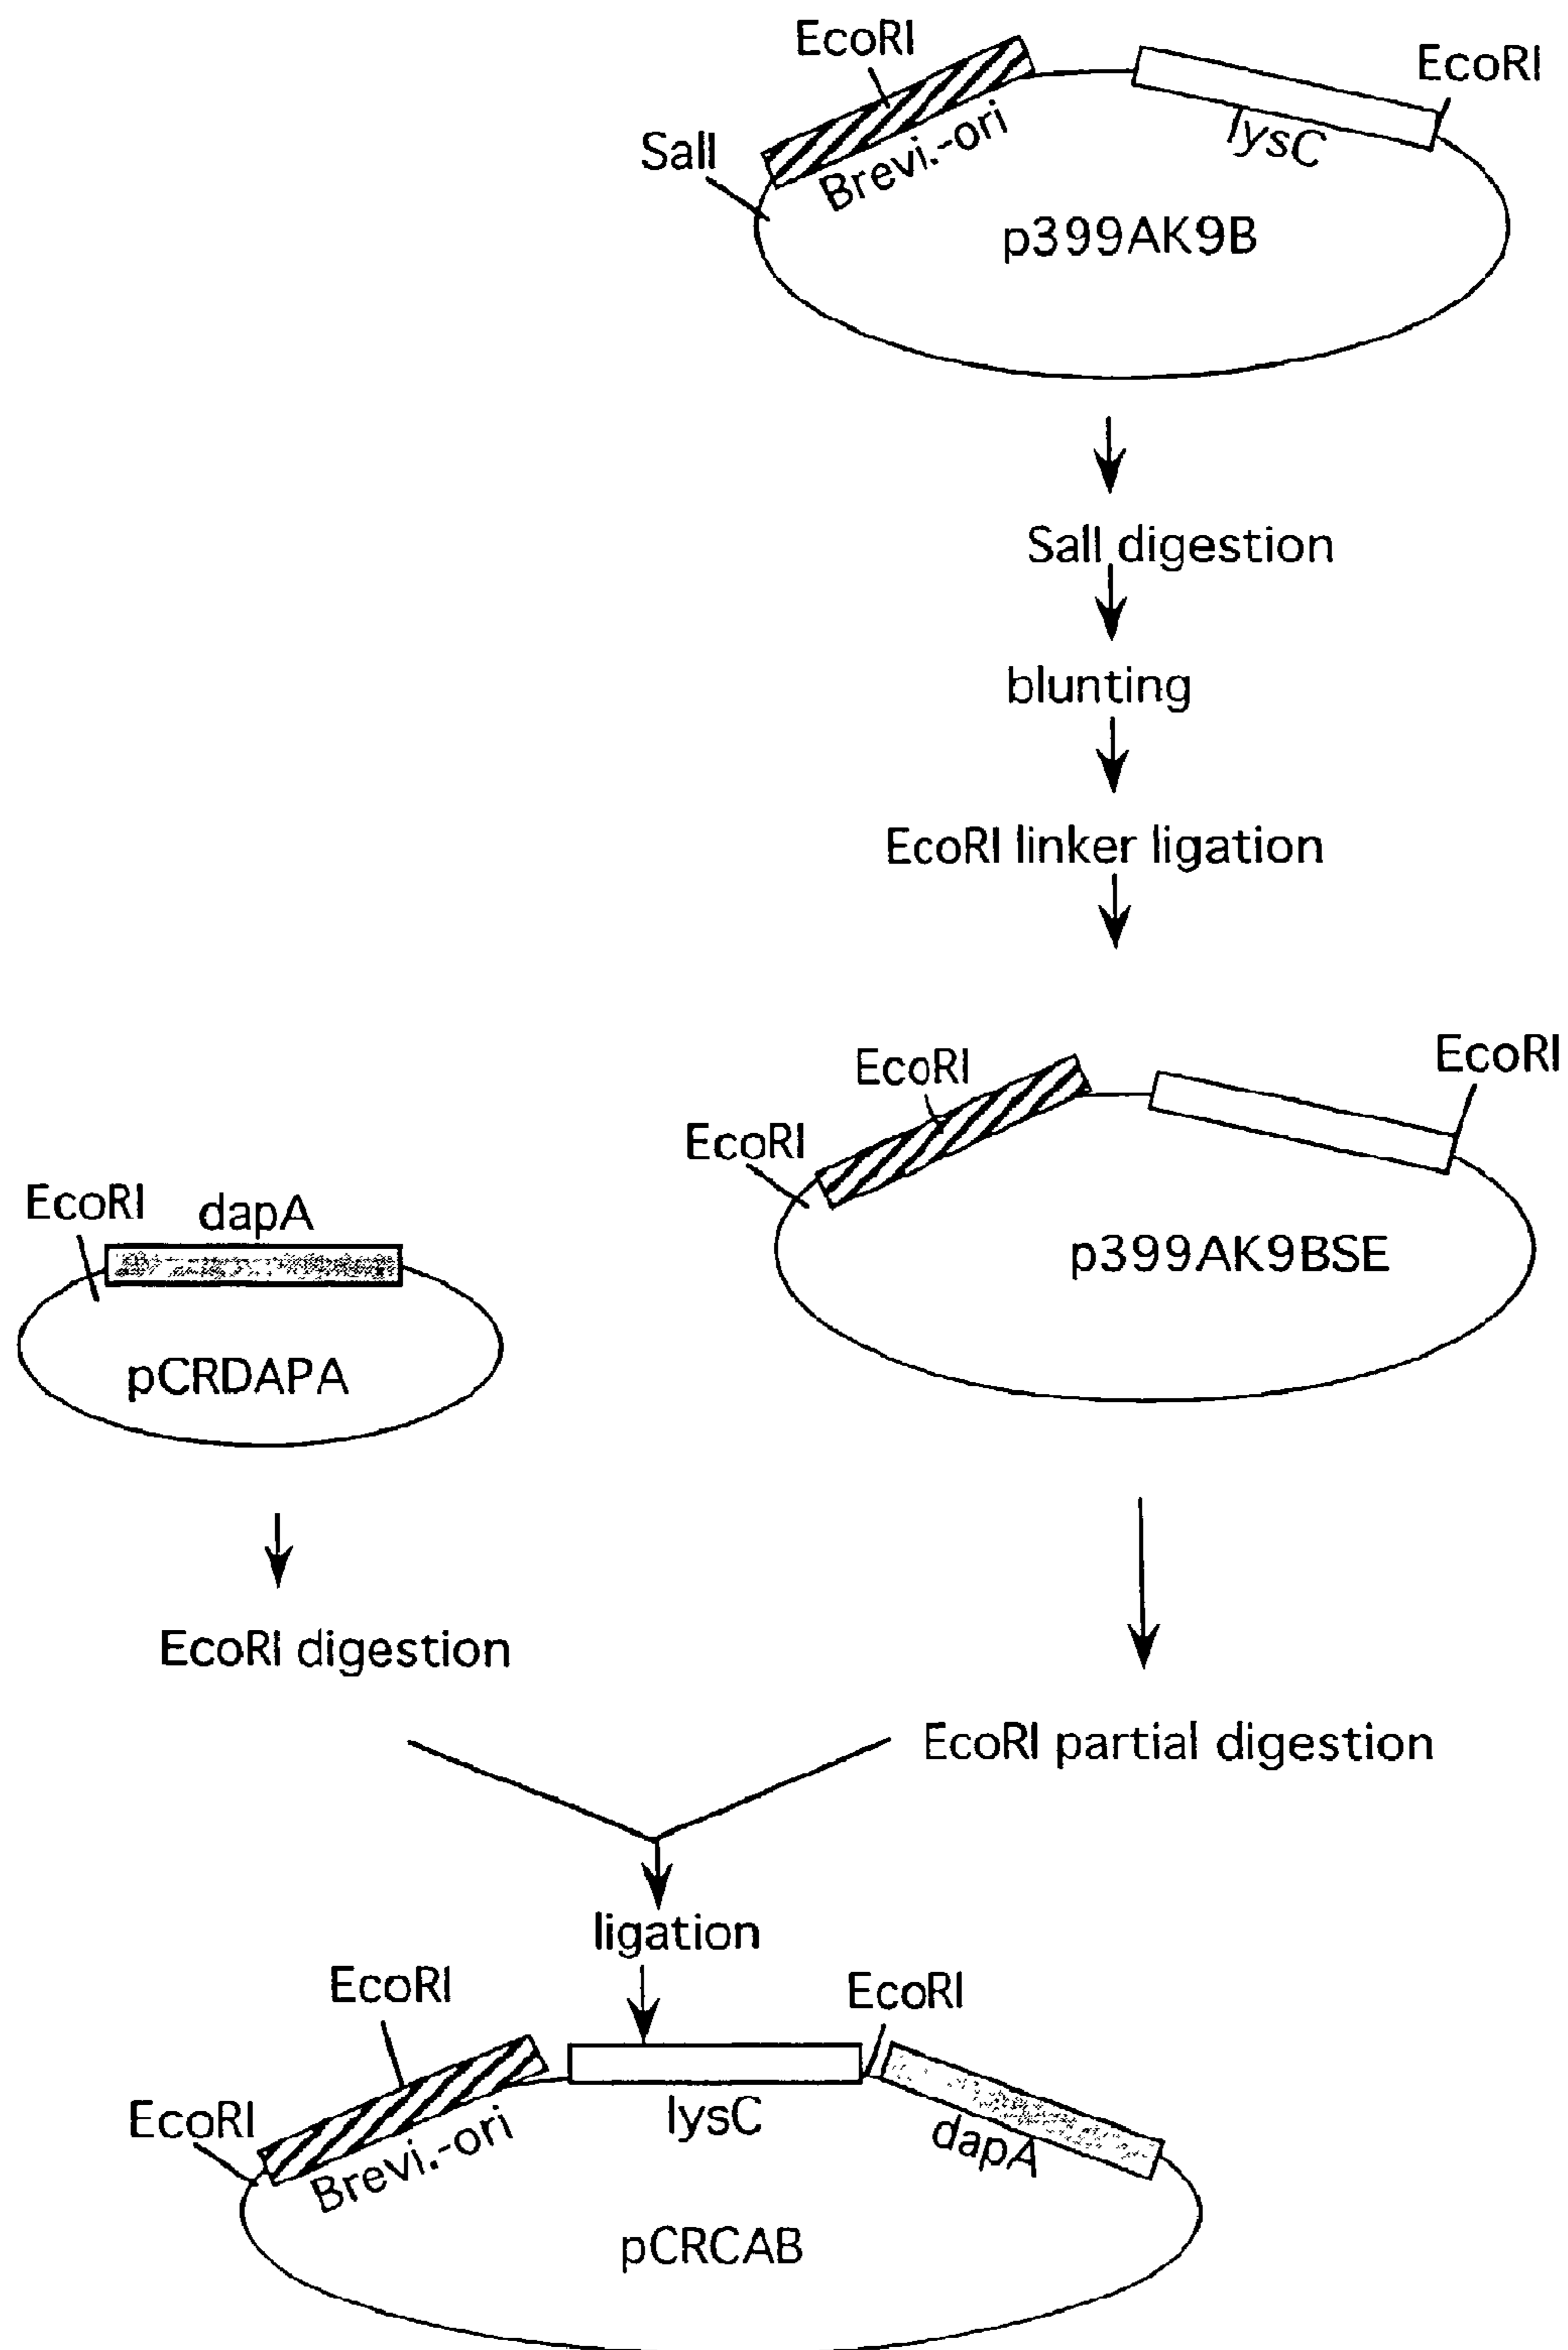 EcoRI
EcoRI
SalI
Brevi.-ori
lysC
p399AK9B
SalI digestion
blunting
EcoRI linker ligation
EcoRI
EcoRI
EcoRI
p399AK9BSE
EcoRI
dapA
pCRDAPA
EcoRI digestion
EcoRI partial digestion
ligation
EcoRI
EcoRI
EcoRI
Brevi.-ori
lysC
dapA
pCRCAB